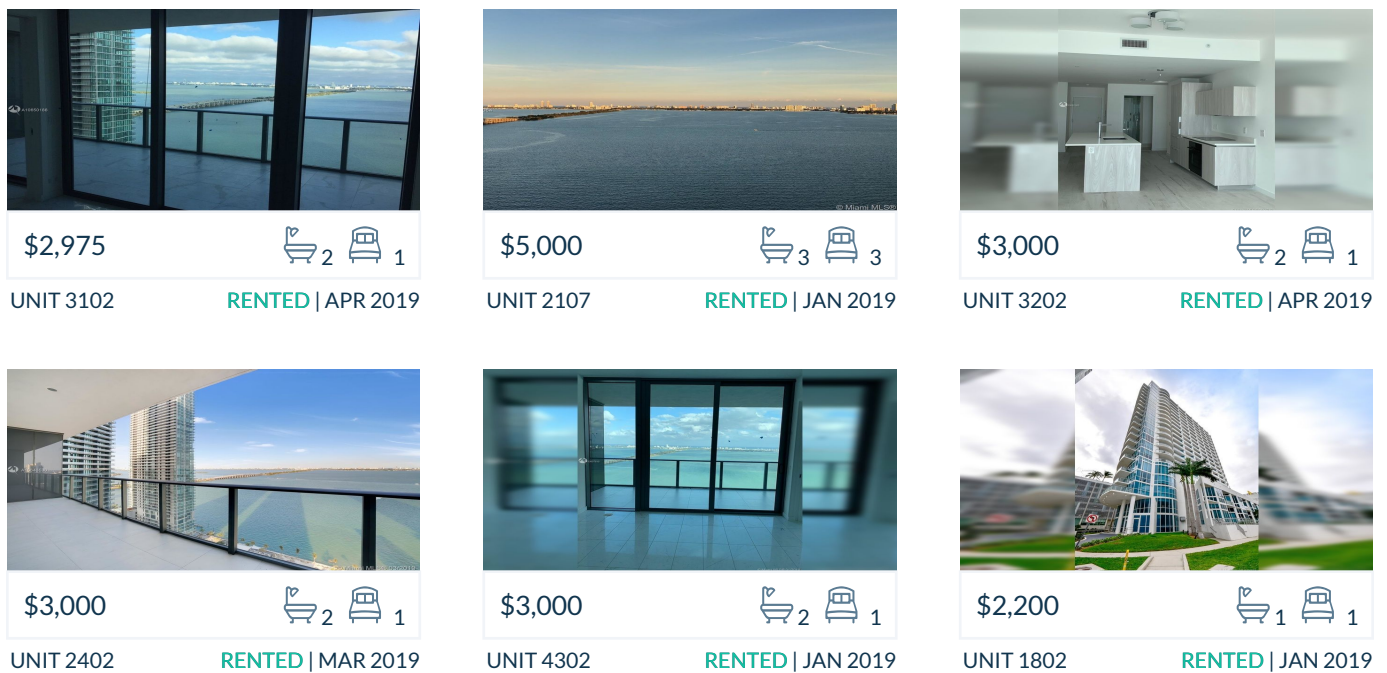 © Miami MLS®
$2,975 2 1
$5,000 3 3
$3,000 2 1
UNIT 3102 RENTED | APR 2019
UNIT 2107 RENTED | JAN 2019
UNIT 3202 RENTED | APR 2019
$3,000 2 1
$3,000 2 1
$2,200 1 1
UNIT 2402 RENTED | MAR 2019
UNIT 4302 RENTED | JAN 2019
UNIT 1802 RENTED | JAN 2019